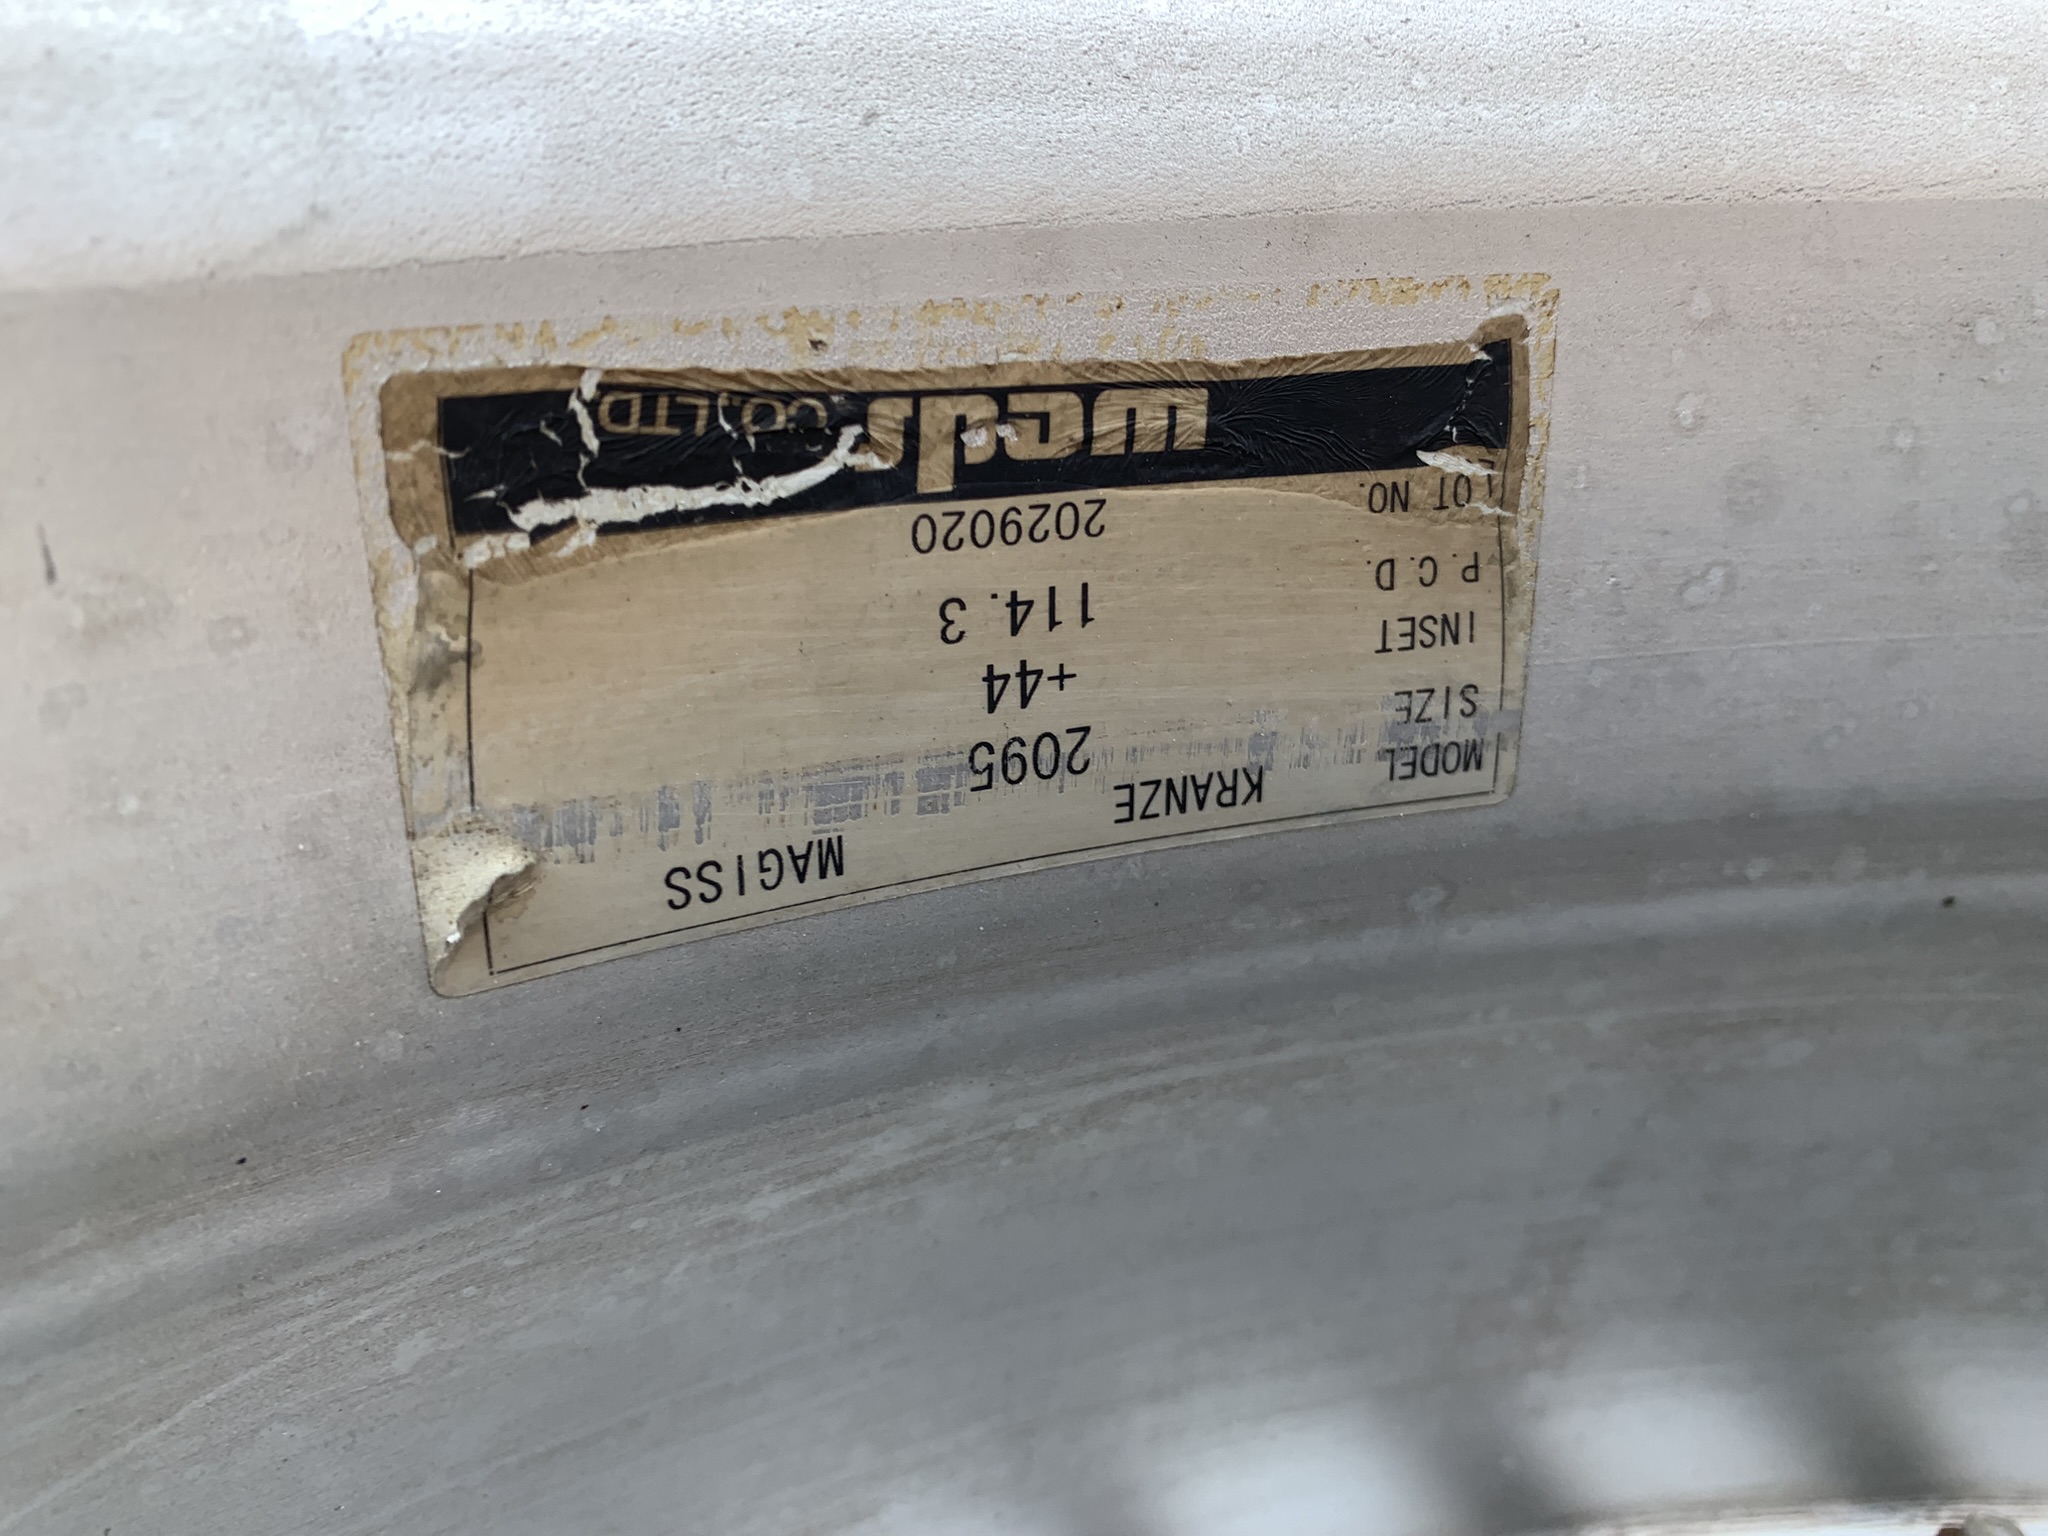 MODEL KRANZE MAGISS
SIZE 2095
INSET +44
P.C.D. 114.3
LOT NO. 2029020
weds CO.,LTD